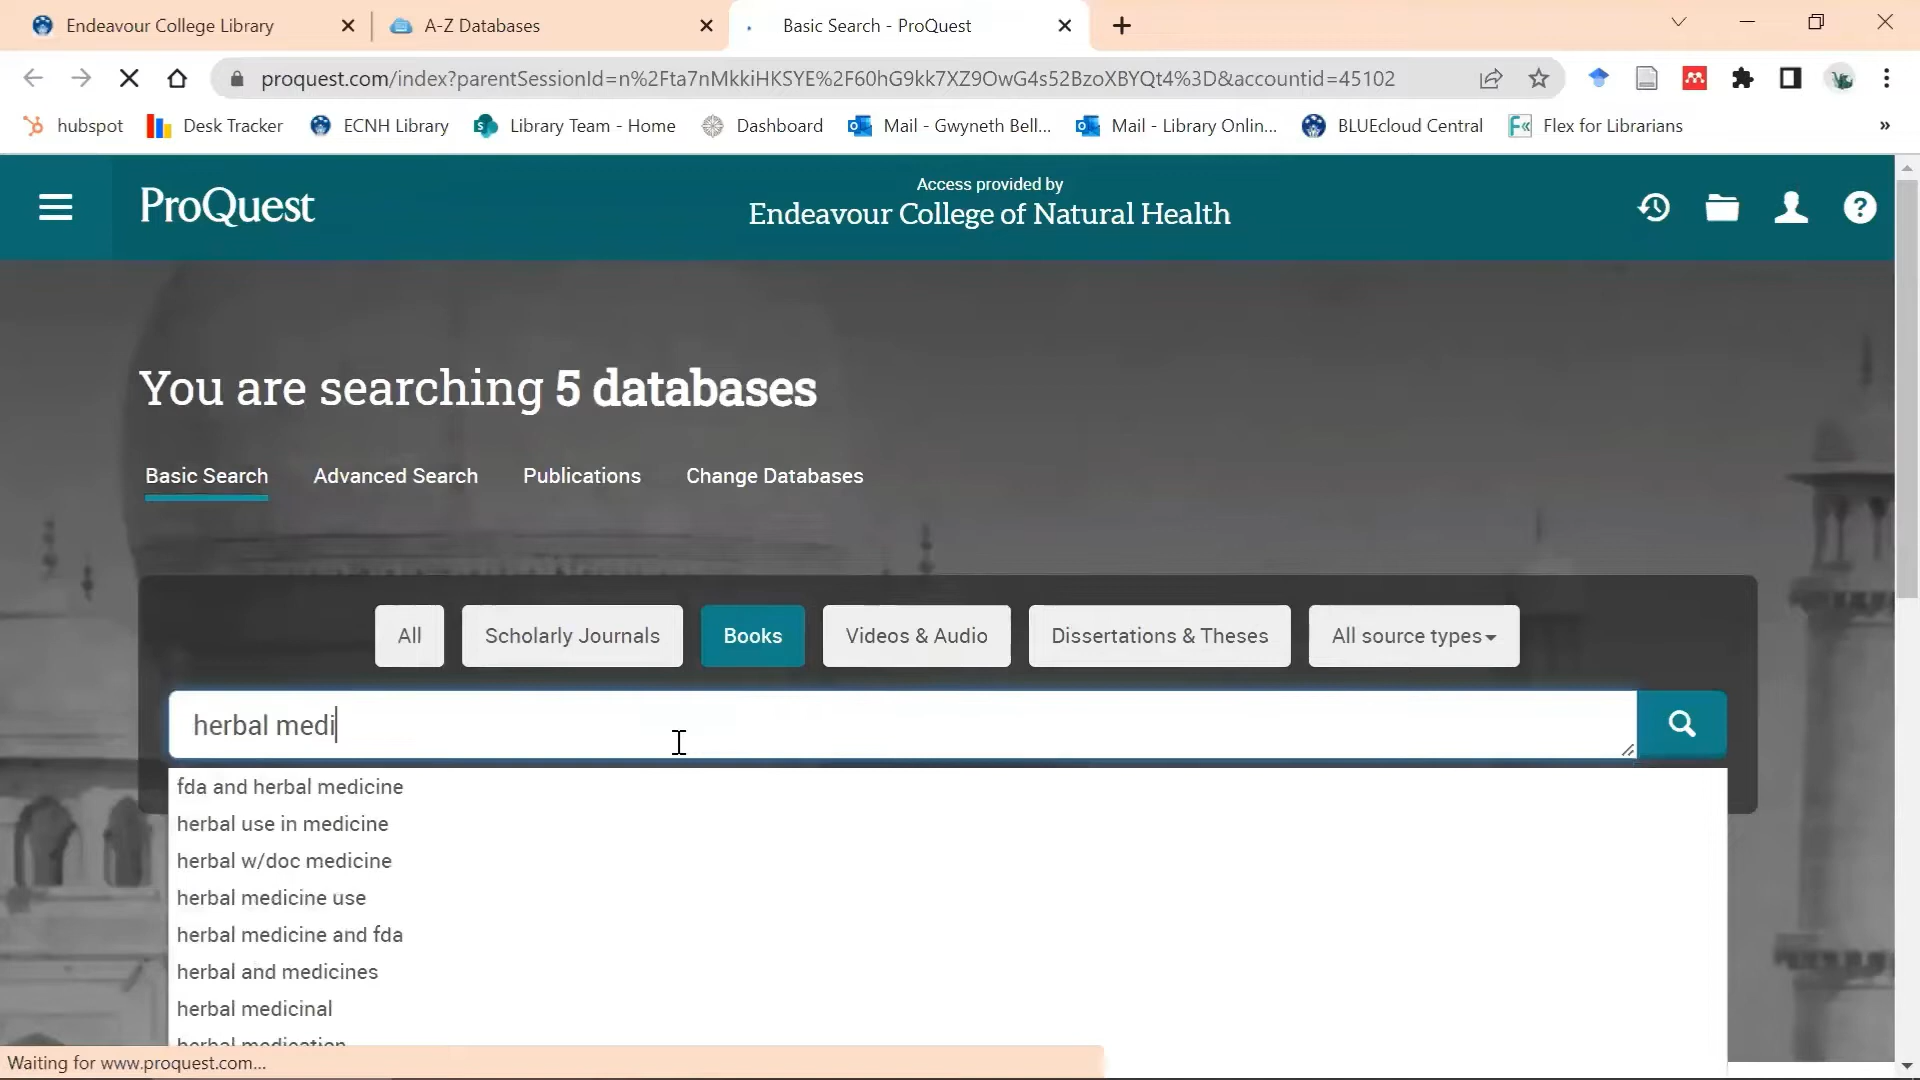 Endeavour College Library
A-Z Databases
Basic Search - ProQuest
proquest.com/index?parentSessionId=n%2Fta7nMkkiHKSYE%2F60hG9kk7XZ9OwG4s52BzoXBYQt4%3D&accountid=45102
hubspot
Desk Tracker
ECNH Library
Library Team - Home
Dashboard
Mail - Gwyneth Bell...
Mail - Library Onlin...
BLUEcloud Central
Flex for Librarians
»
ProQuest
Access provided by
Endeavour College of Natural Health
You are searching 5 databases
Basic Search
Advanced Search
Publications
Change Databases
All
Scholarly Journals
Books
Videos & Audio
Dissertations & Theses
All source types
herbal medi
fda and herbal medicine
herbal use in medicine
herbal w/doc medicine
herbal medicine use
herbal medicine and fda
herbal and medicines
herbal medicinal
herbal medication
Waiting for www.proquest.com...